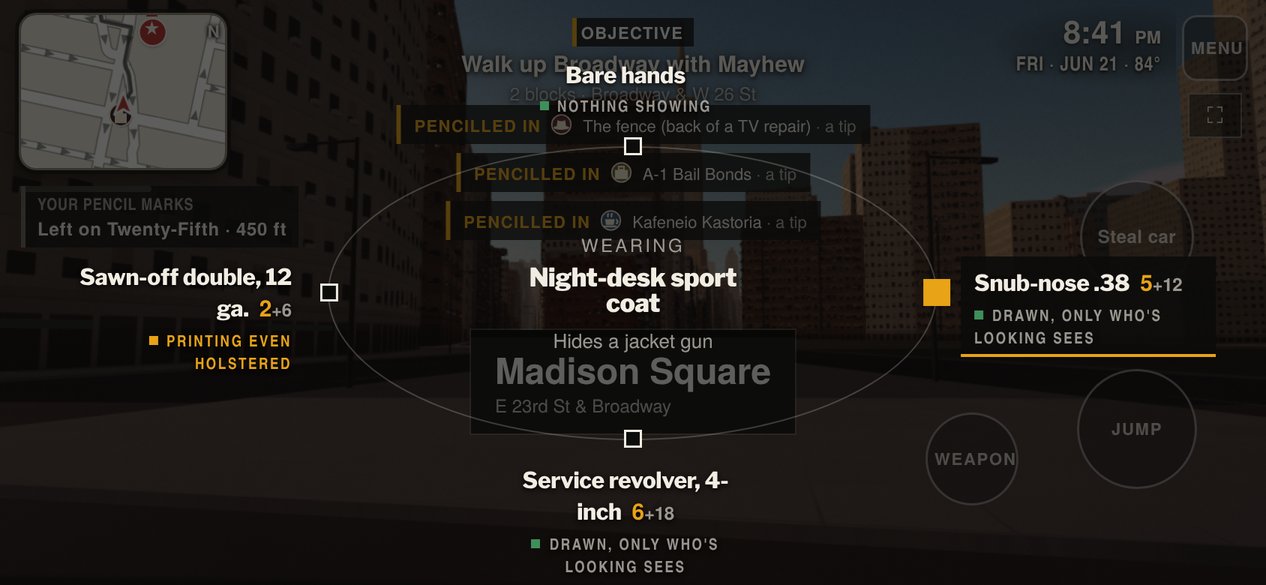 N
OBJECTIVE
Walk up Broadway with Mayhew
2 blocks · Broadway & W 26 St
Bare hands
NOTHING SHOWING
8:41 PM
FRI · JUN 21 · 84°
MENU
PENCILLED IN The fence (back of a TV repair) · a tip
PENCILLED IN A-1 Bail Bonds · a tip
PENCILLED IN Kafeneio Kastoria · a tip
YOUR PENCIL MARKS
Left on Twenty-Fifth · 450 ft
Steal car
WEARING
Night-desk sport
coat
Hides a jacket gun
Sawn-off double, 12
ga. 2+6
PRINTING EVEN
HOLSTERED
Snub-nose .38 5+12
DRAWN, ONLY WHO'S
LOOKING SEES
Madison Square
E 23rd St & Broadway
WEAPON
JUMP
Service revolver, 4-
inch 6+18
DRAWN, ONLY WHO'S
LOOKING SEES